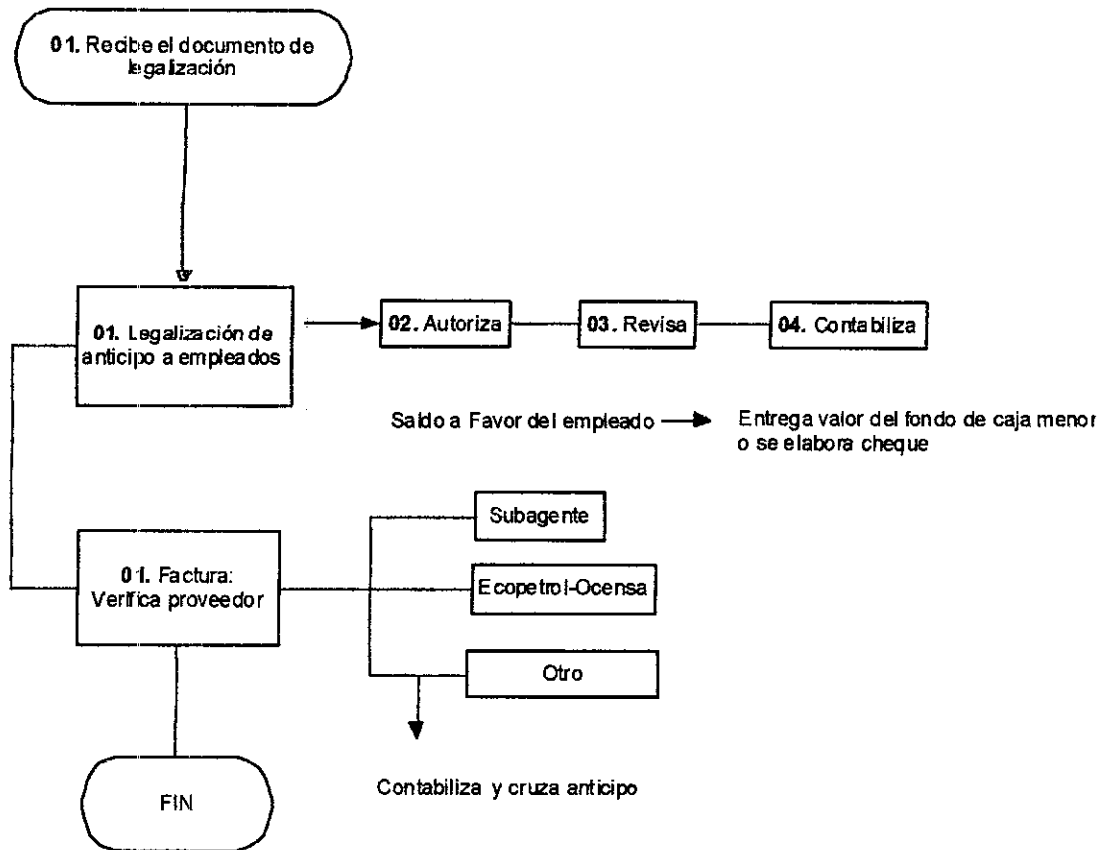 01. Recibe el documento de
legalización
01. Legalización de
anticipo a empleados
02. Autoriza
03. Revisa
04. Contabiliza
Saldo a Favor del empleado
Entrega valor del fondo de caja menor
o se elabora cheque
Subagente
01. Factura:
Verifica proveedor
Ecopetrol-Ocensa
Otro
Contabiliza y cruza anticipo
FIN